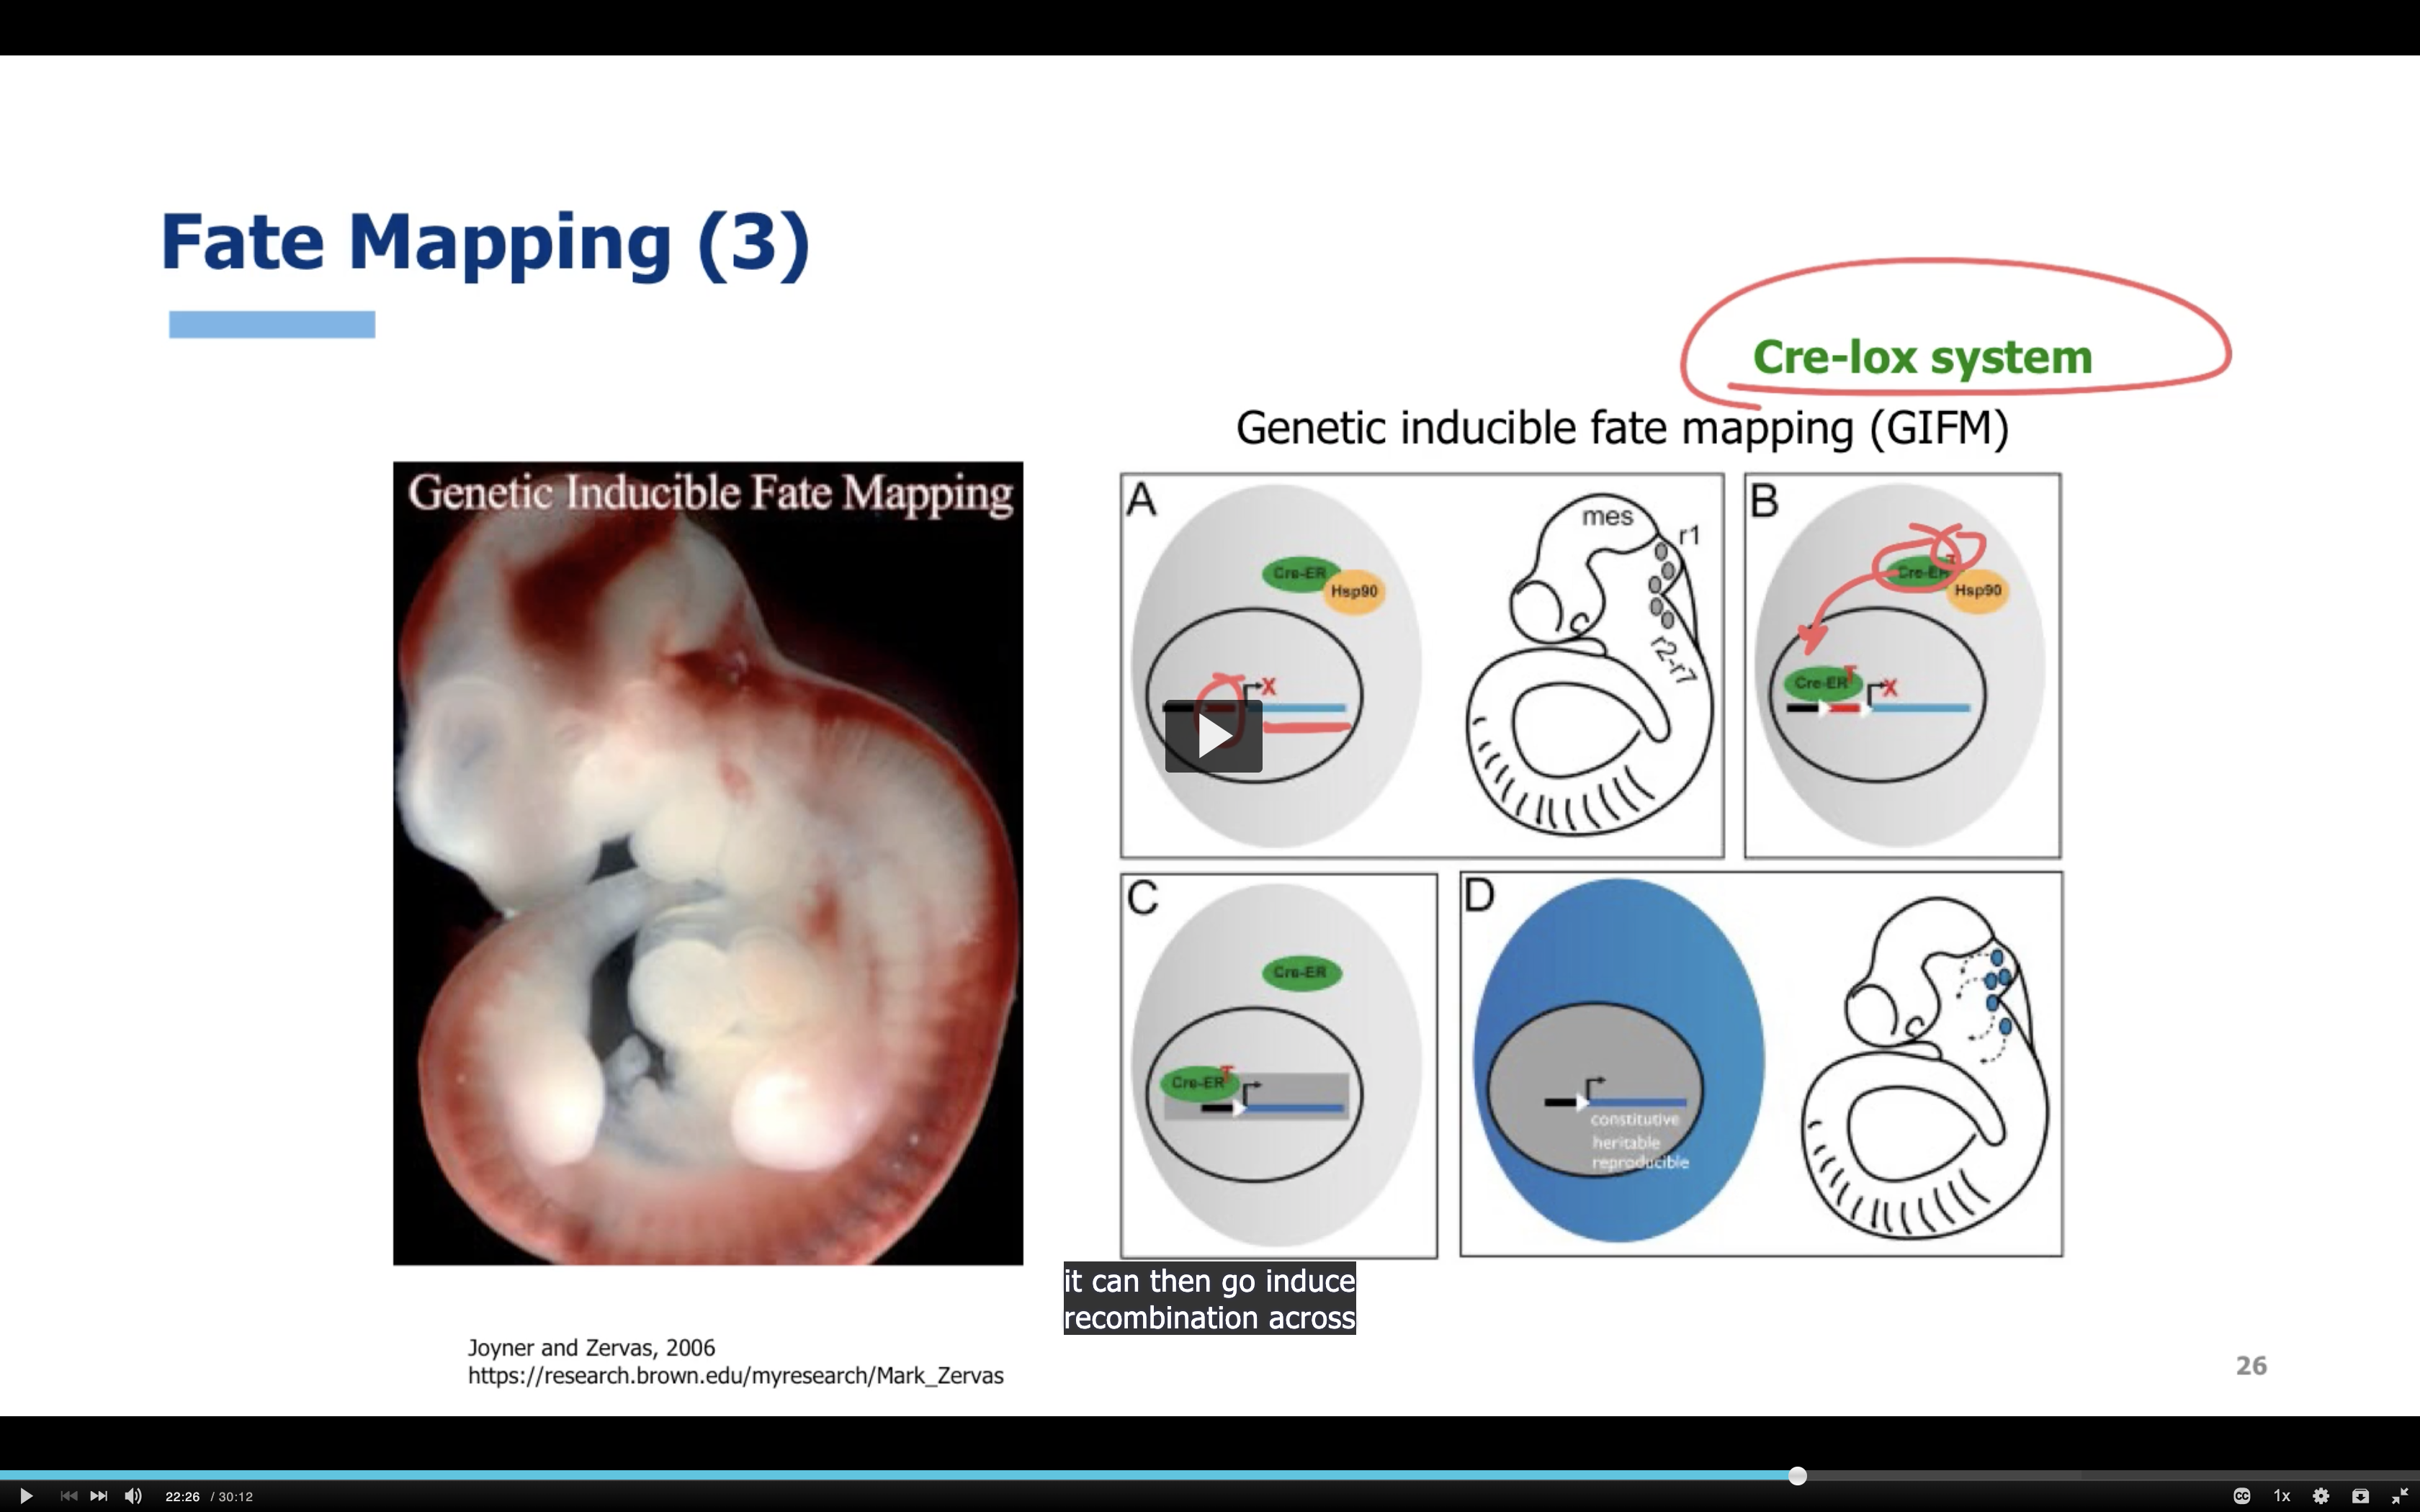 Fate Mapping (3)
Cre-lox system
Genetic inducible fate mapping (GIFM)
Genetic Inducible Fate Mapping
A
Cre-ER
Hsp90
X
mes
r1
r2-r7
B
Cre-ER
T
Hsp90
Cre-ER
T
X
C
Cre-ER
Cre-ER
T
D
constitutive
heritable
reproducible
it can then go induce
recombination across
Joyner and Zervas, 2006
https://research.brown.edu/myresearch/Mark_Zervas
26
22:26 / 30:12
CC
1x